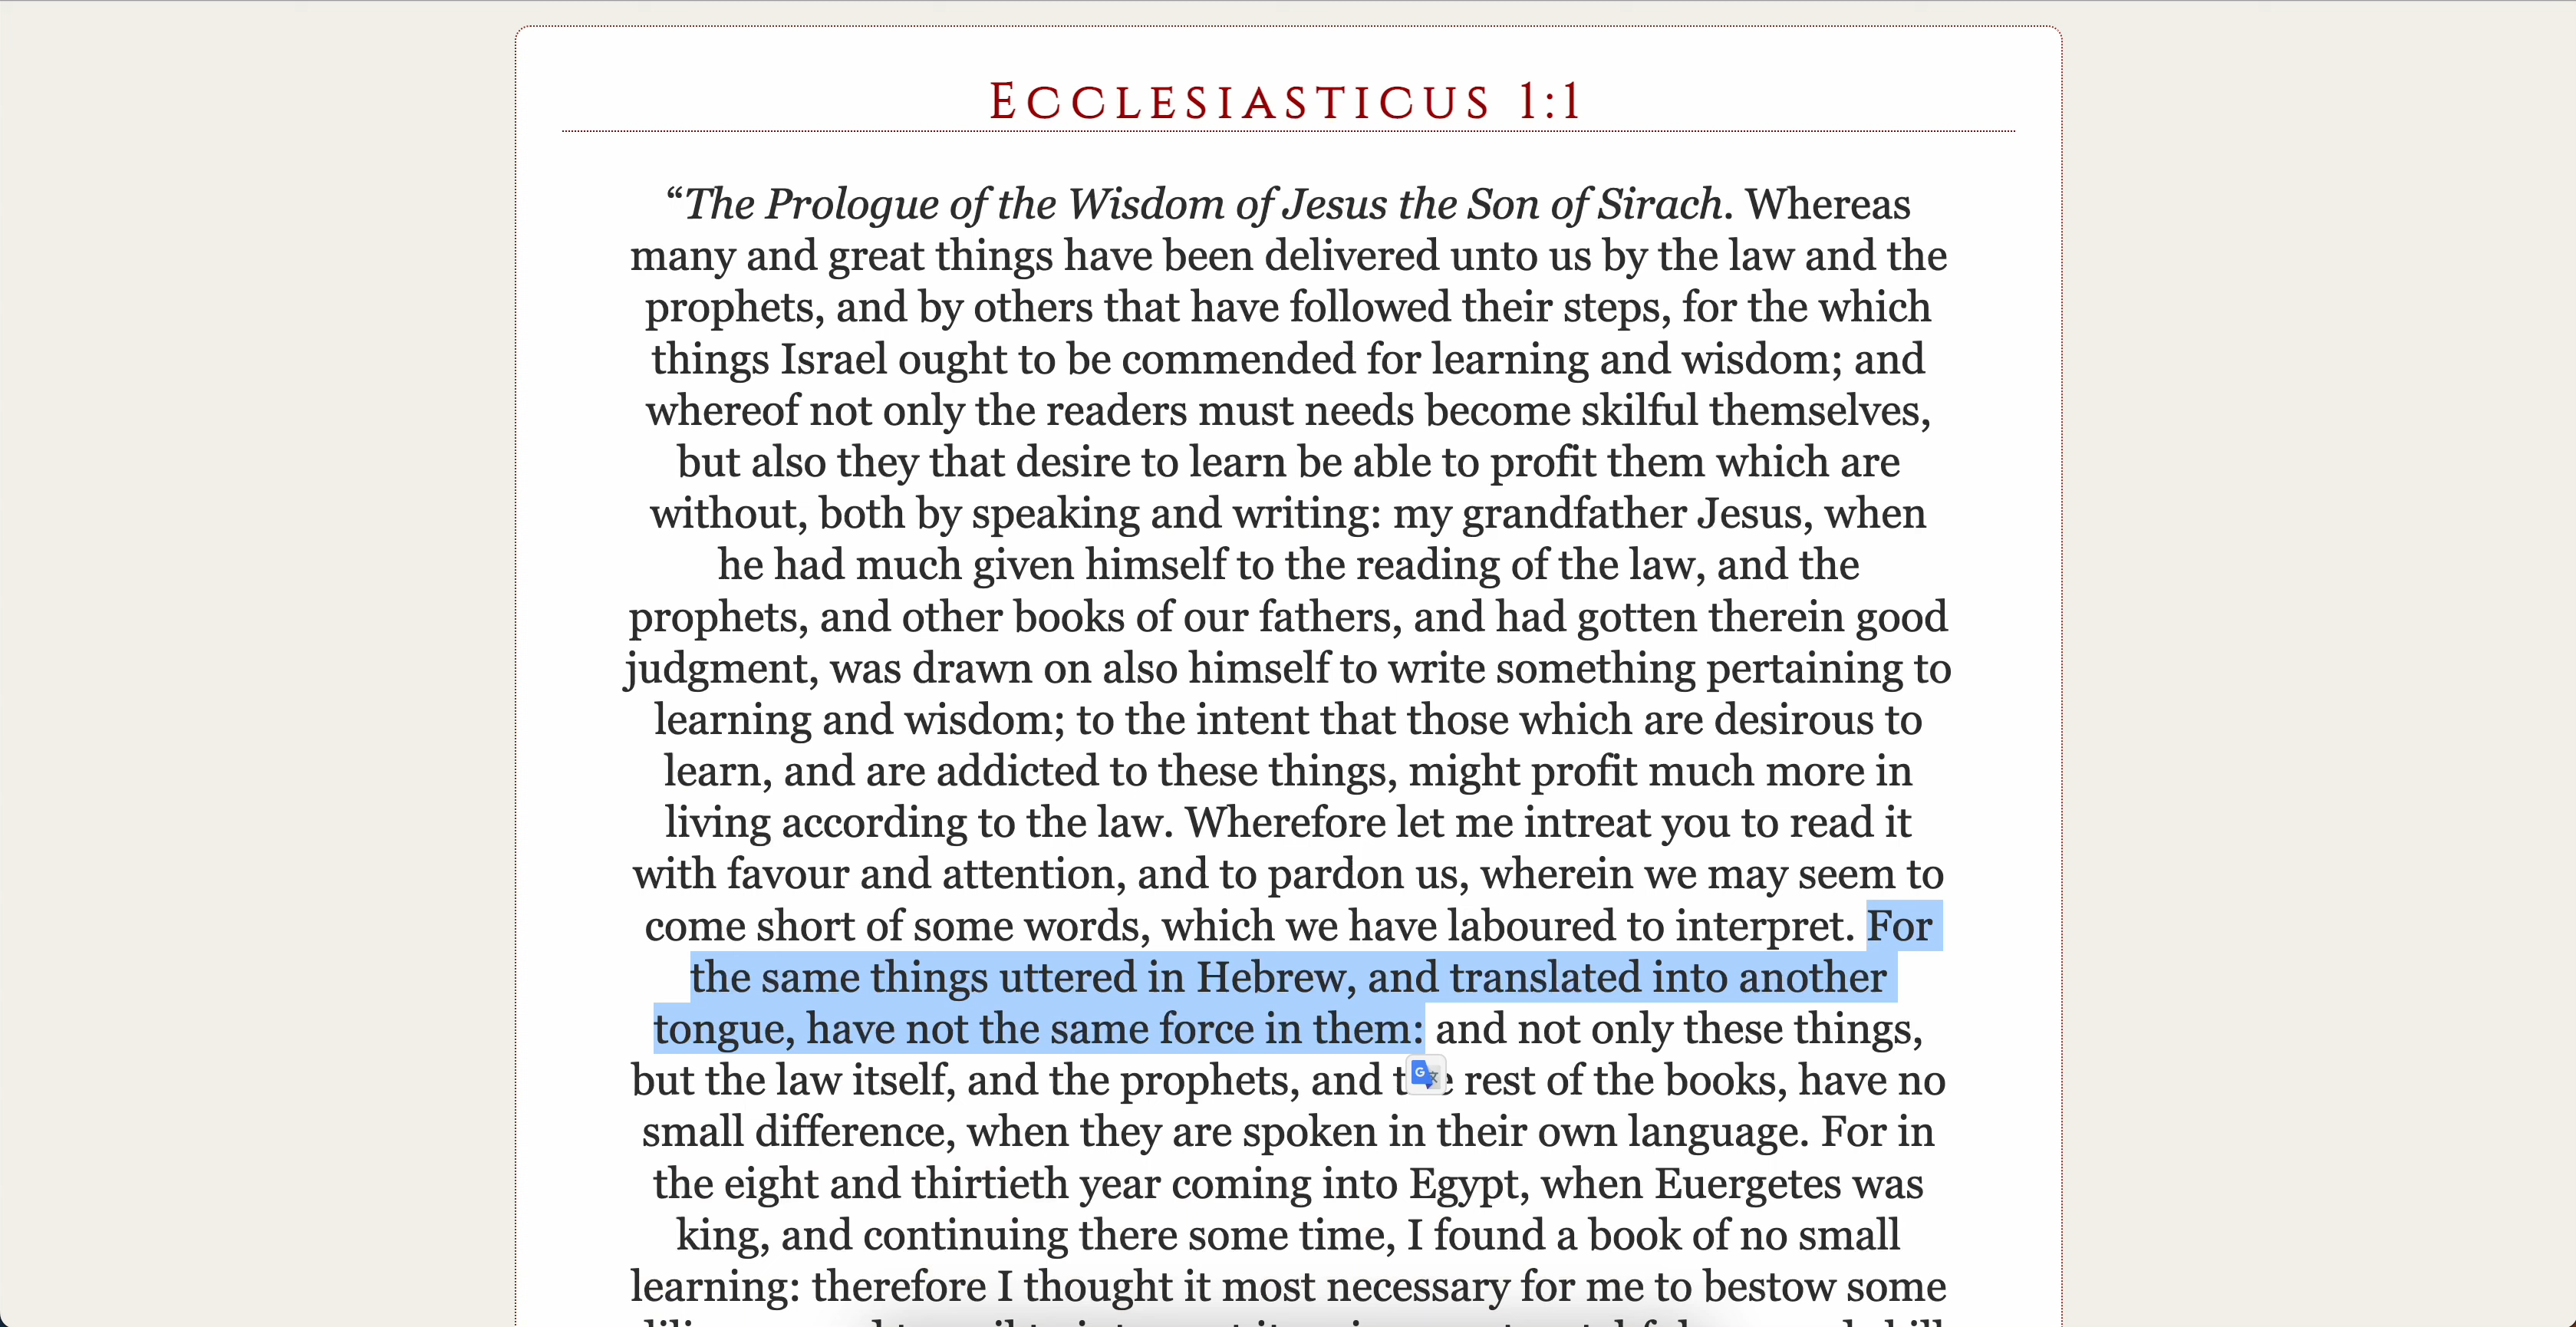 Ecclesiasticus 1:1
“The Prologue of the Wisdom of Jesus the Son of Sirach. Whereas
many and great things have been delivered unto us by the law and the
prophets, and by others that have followed their steps, for the which
things Israel ought to be commended for learning and wisdom; and
whereof not only the readers must needs become skilful themselves,
but also they that desire to learn be able to profit them which are
without, both by speaking and writing: my grandfather Jesus, when
he had much given himself to the reading of the law, and the
prophets, and other books of our fathers, and had gotten therein good
judgment, was drawn on also himself to write something pertaining to
learning and wisdom; to the intent that those which are desirous to
learn, and are addicted to these things, might profit much more in
living according to the law. Wherefore let me intreat you to read it
with favour and attention, and to pardon us, wherein we may seem to
come short of some words, which we have laboured to interpret. For
the same things uttered in Hebrew, and translated into another
tongue, have not the same force in them: and not only these things,
but the law itself, and the prophets, and the rest of the books, have no
small difference, when they are spoken in their own language. For in
the eight and thirtieth year coming into Egypt, when Euergetes was
king, and continuing there some time, I found a book of no small
learning: therefore I thought it most necessary for me to bestow some